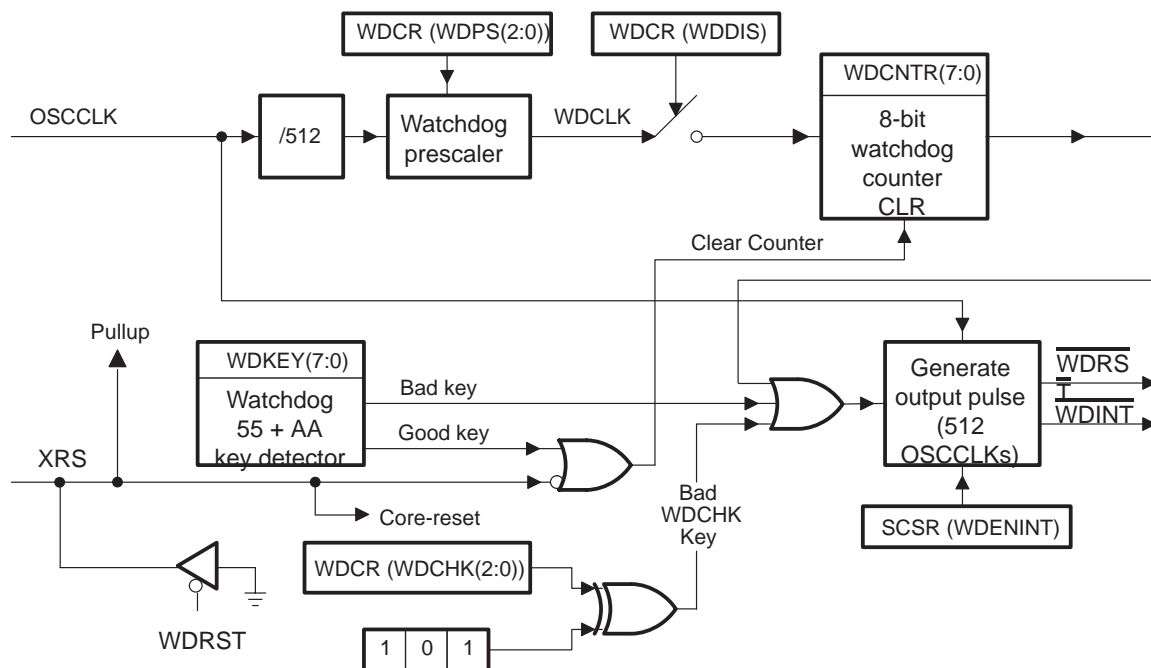 WDCR (WDPS(2:0))
WDCR (WDDIS)
WDCNTR(7:0)
OSCCLK
/512
Watchdog
prescaler
WDCLK
8-bit
watchdog
counter
CLR
Clear Counter
Pullup
WDKEY(7:0)
Watchdog
55 + AA
key detector
Bad key
Good key
Generate
output pulse
(512
OSCCLKs)
WDRS
T
WDINT
XRS
Core-reset
Bad
WDCHK
Key
SCSR (WDENINT)
WDCR (WDCHK(2:0))
WDRST
1 0 1